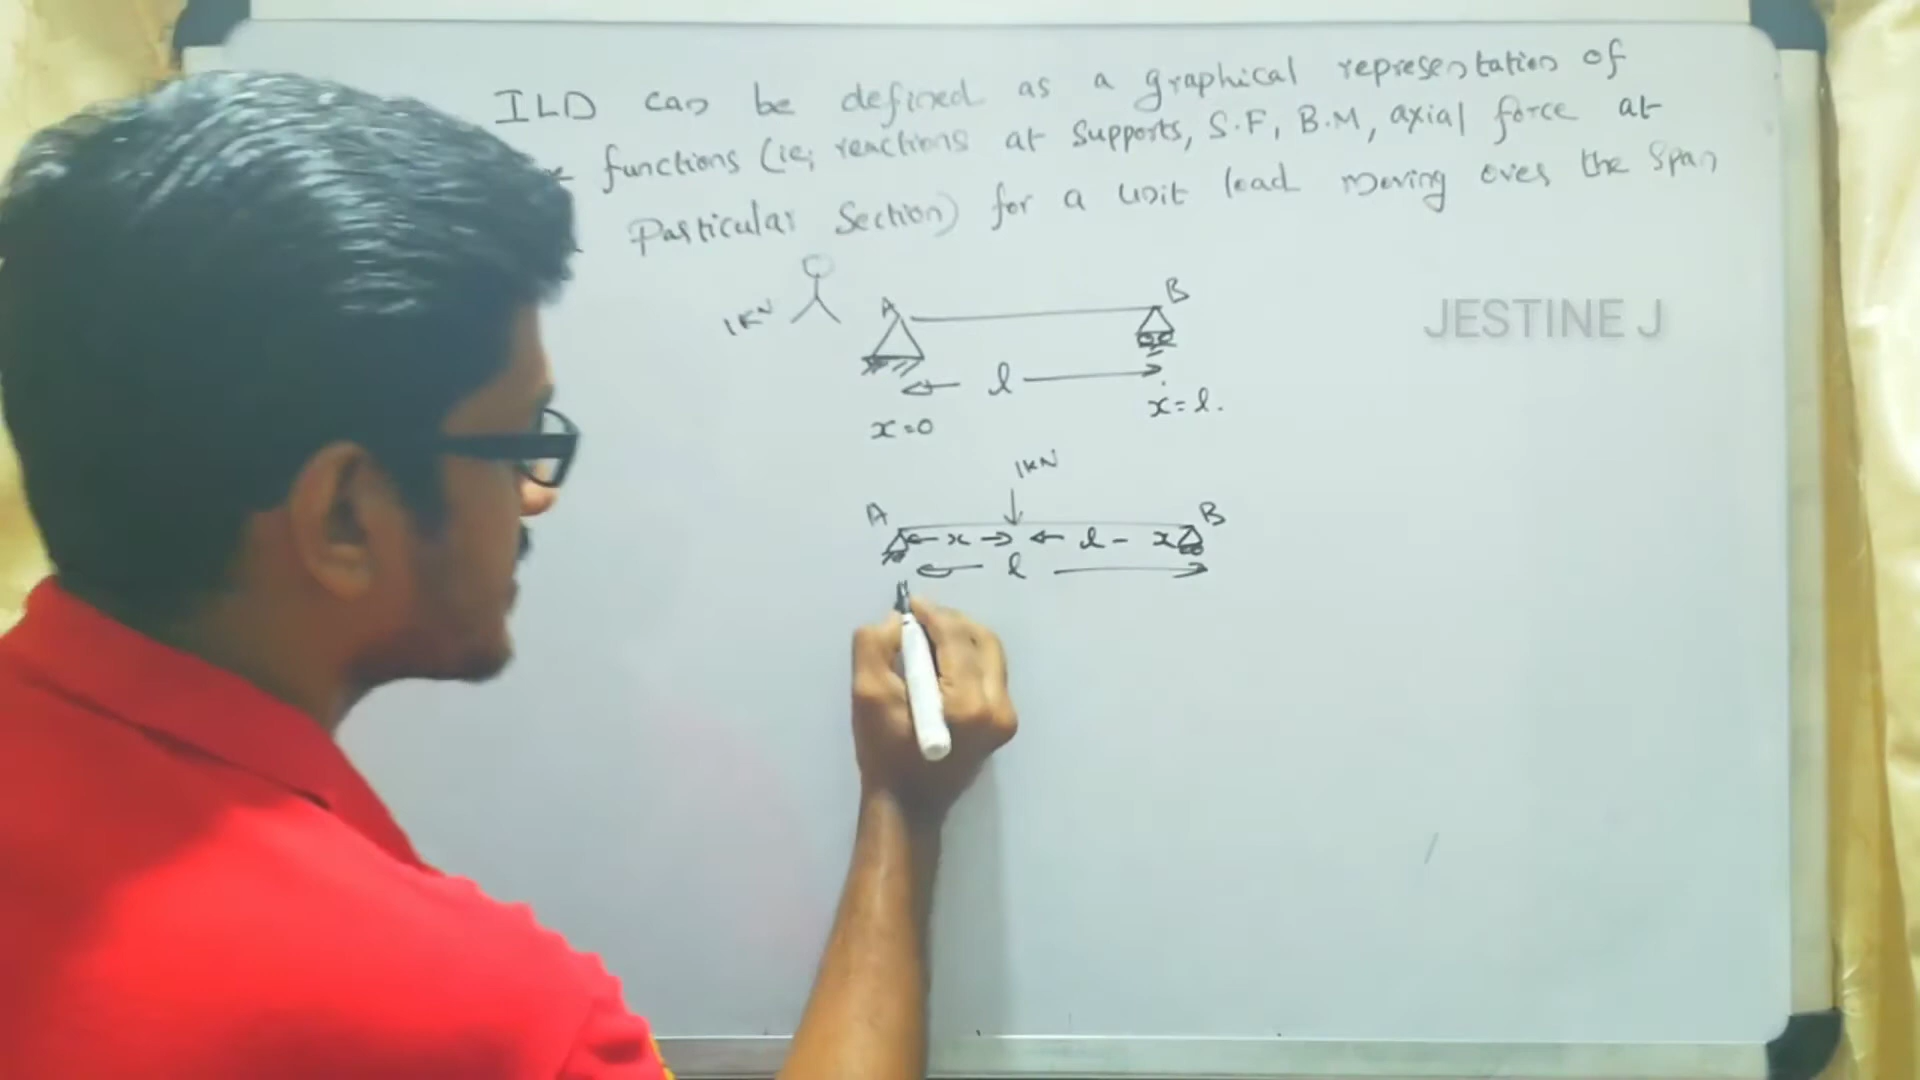 ILD can be defined as a graphical representation of
functions (ie; reactions at supports, S.F, B.M, axial force at
Particular Section) for a unit load moving over the span
1KN
A
B
JESTINE J
l
x=0
x=l.
1KN
A
B
x
l - x
l